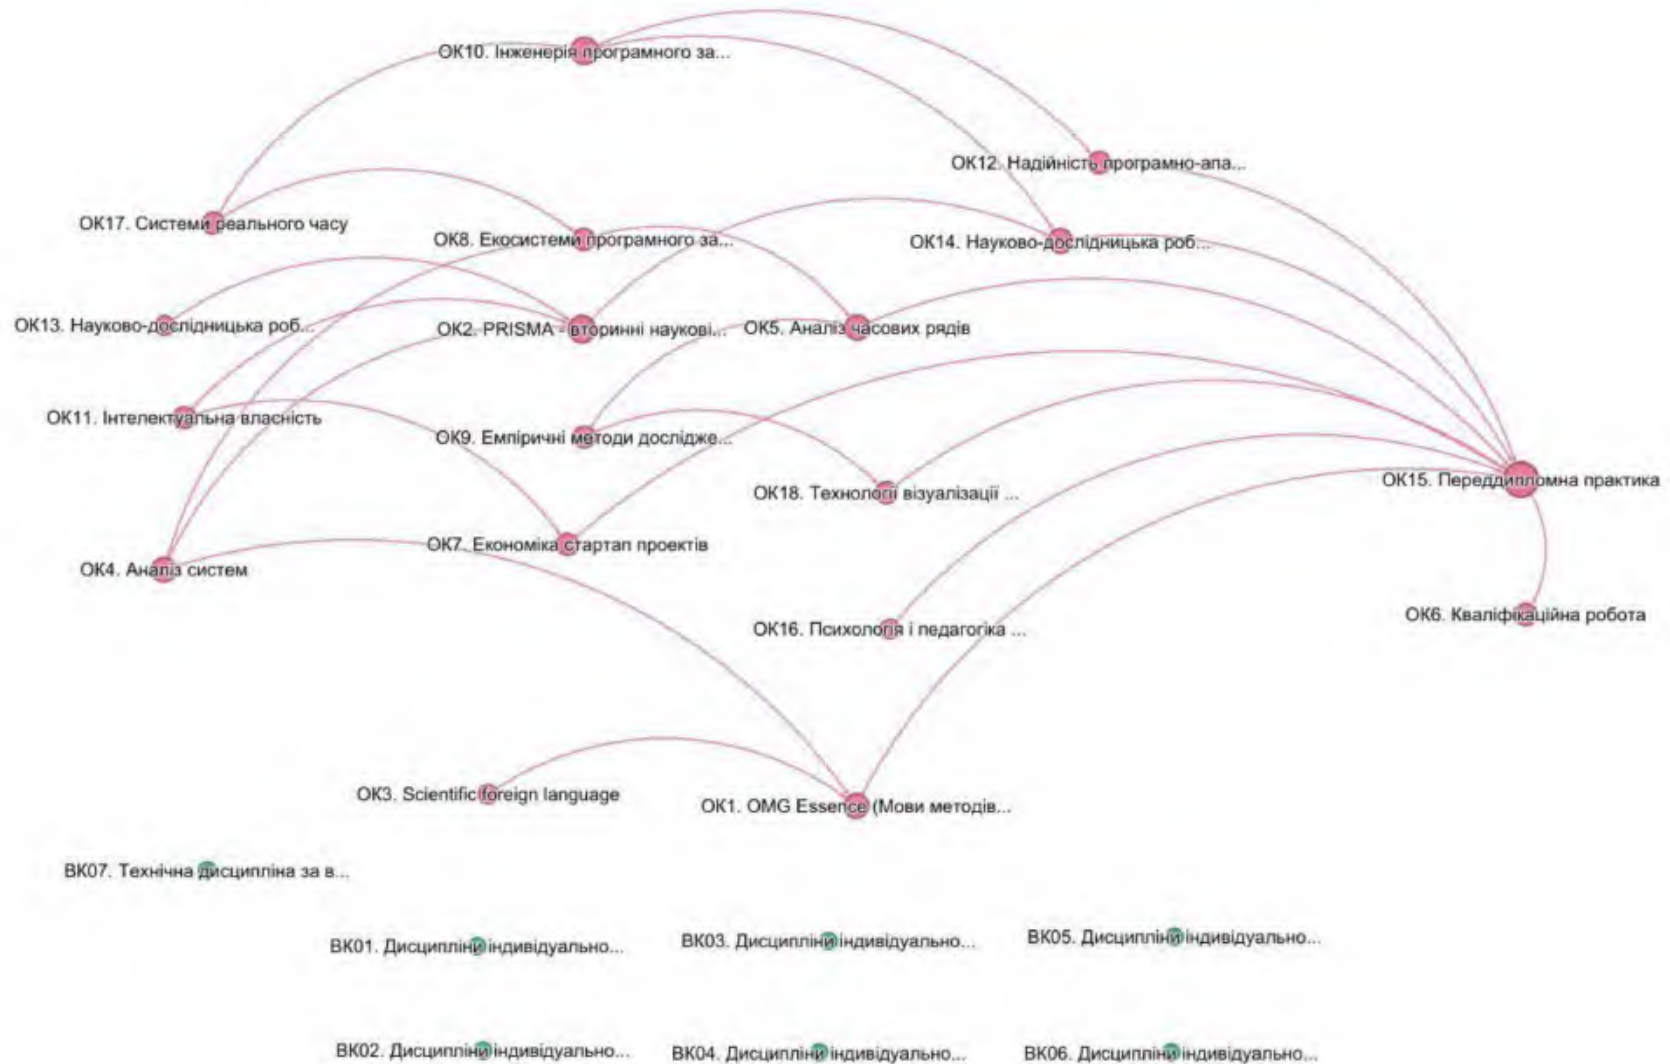 ОК10. Інженерія програмного за...
ОК12. Надійність програмно-апа...
ОК17. Системи реального часу
ОК8. Екосистеми програмного за...
ОК14. Науково-дослідницька роб...
ОК13. Науково-дослідницька роб...
ОК2. PRISMA - вторинні наукові...
ОК5. Аналіз часових рядів
ОК11. Інтелектуальна власність
ОК9. Емпіричні методи дослідже...
ОК15. Переддипломна практика
ОК18. Технології візуалізації ...
ОК7. Економіка стартап проектів
ОК4. Аналіз систем
ОК6. Кваліфікаційна робота
ОК16. Психологія і педагогіка ...
ОК3. Scientific foreign language
ОК1. OMG Essence (Мови методів...
ВК07. Технічна дисципліна за в...
ВК01. Дисципліни індивідуально...
ВК03. Дисципліни індивідуально...
ВК05. Дисципліни індивідуально...
ВК02. Дисципліни індивідуально...
ВК04. Дисципліни індивідуально...
ВК06. Дисципліни індивідуально...